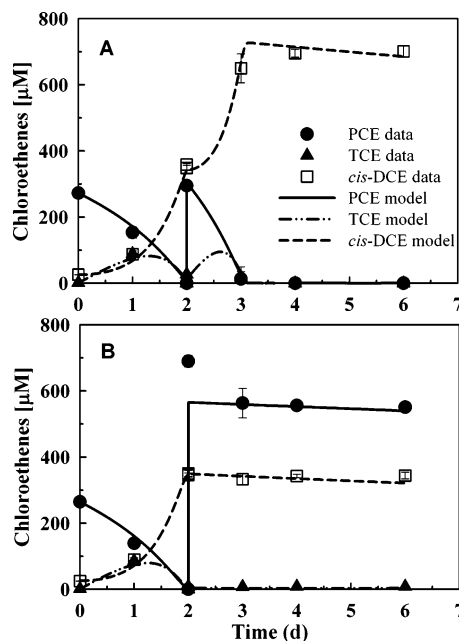 A
Chloroethenes [µM]
800
600
400
200
0
PCE data
TCE data
cis-DCE data
PCE model
TCE model
cis-DCE model
0 1 2 3 4 5 6 7
B
Chloroethenes [µM]
800
600
400
200
0
0 1 2 3 4 5 6 7
Time (d)